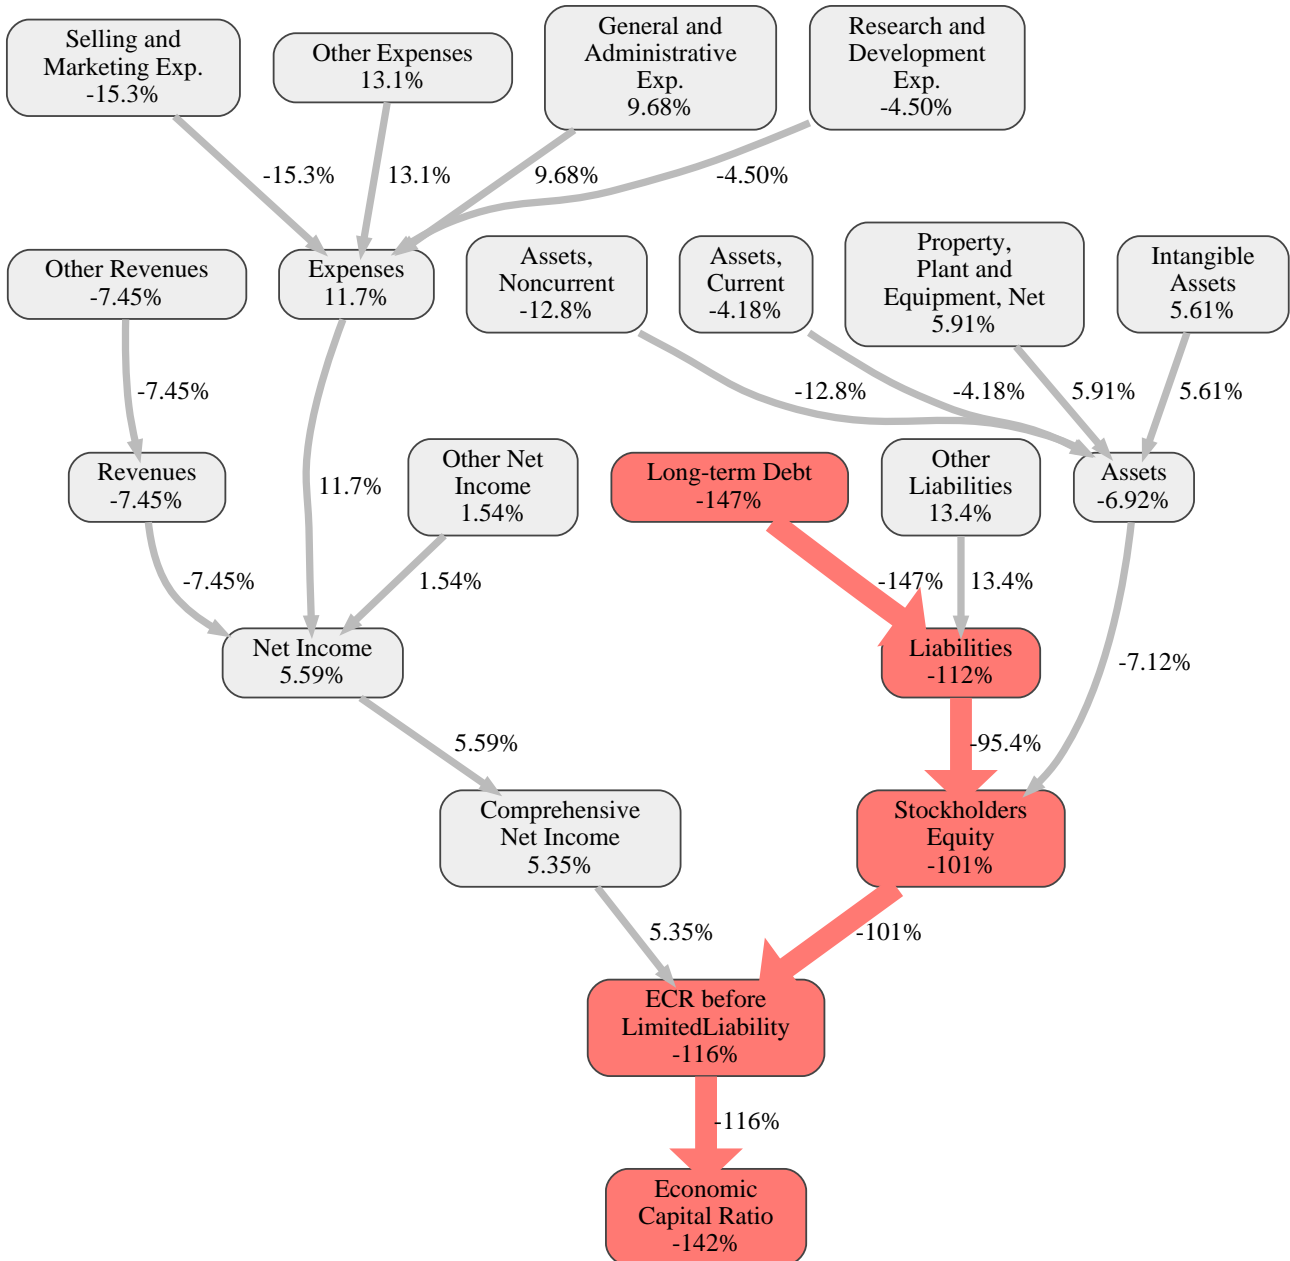 Selling and
Marketing Exp.
-15.3%
Other Expenses
13.1%
General and
Administrative
Exp.
9.68%
Research and
Development
Exp.
-4.50%
-15.3%
13.1%
9.68%
-4.50%
Other Revenues
-7.45%
Expenses
11.7%
Assets,
Noncurrent
-12.8%
Assets,
Current
-4.18%
Property,
Plant and
Equipment, Net
5.91%
Intangible
Assets
5.61%
-7.45%
-12.8%
-4.18%
5.91%
5.61%
Revenues
-7.45%
11.7%
Other Net
Income
1.54%
Long-term Debt
-147%
Other
Liabilities
13.4%
Assets
-6.92%
-7.45%
1.54%
-147%
13.4%
Net Income
5.59%
Liabilities
-112%
-7.12%
5.59%
-95.4%
Comprehensive
Net Income
5.35%
Stockholders
Equity
-101%
5.35%
-101%
ECR before
LimitedLiability
-116%
-116%
Economic
Capital Ratio
-142%